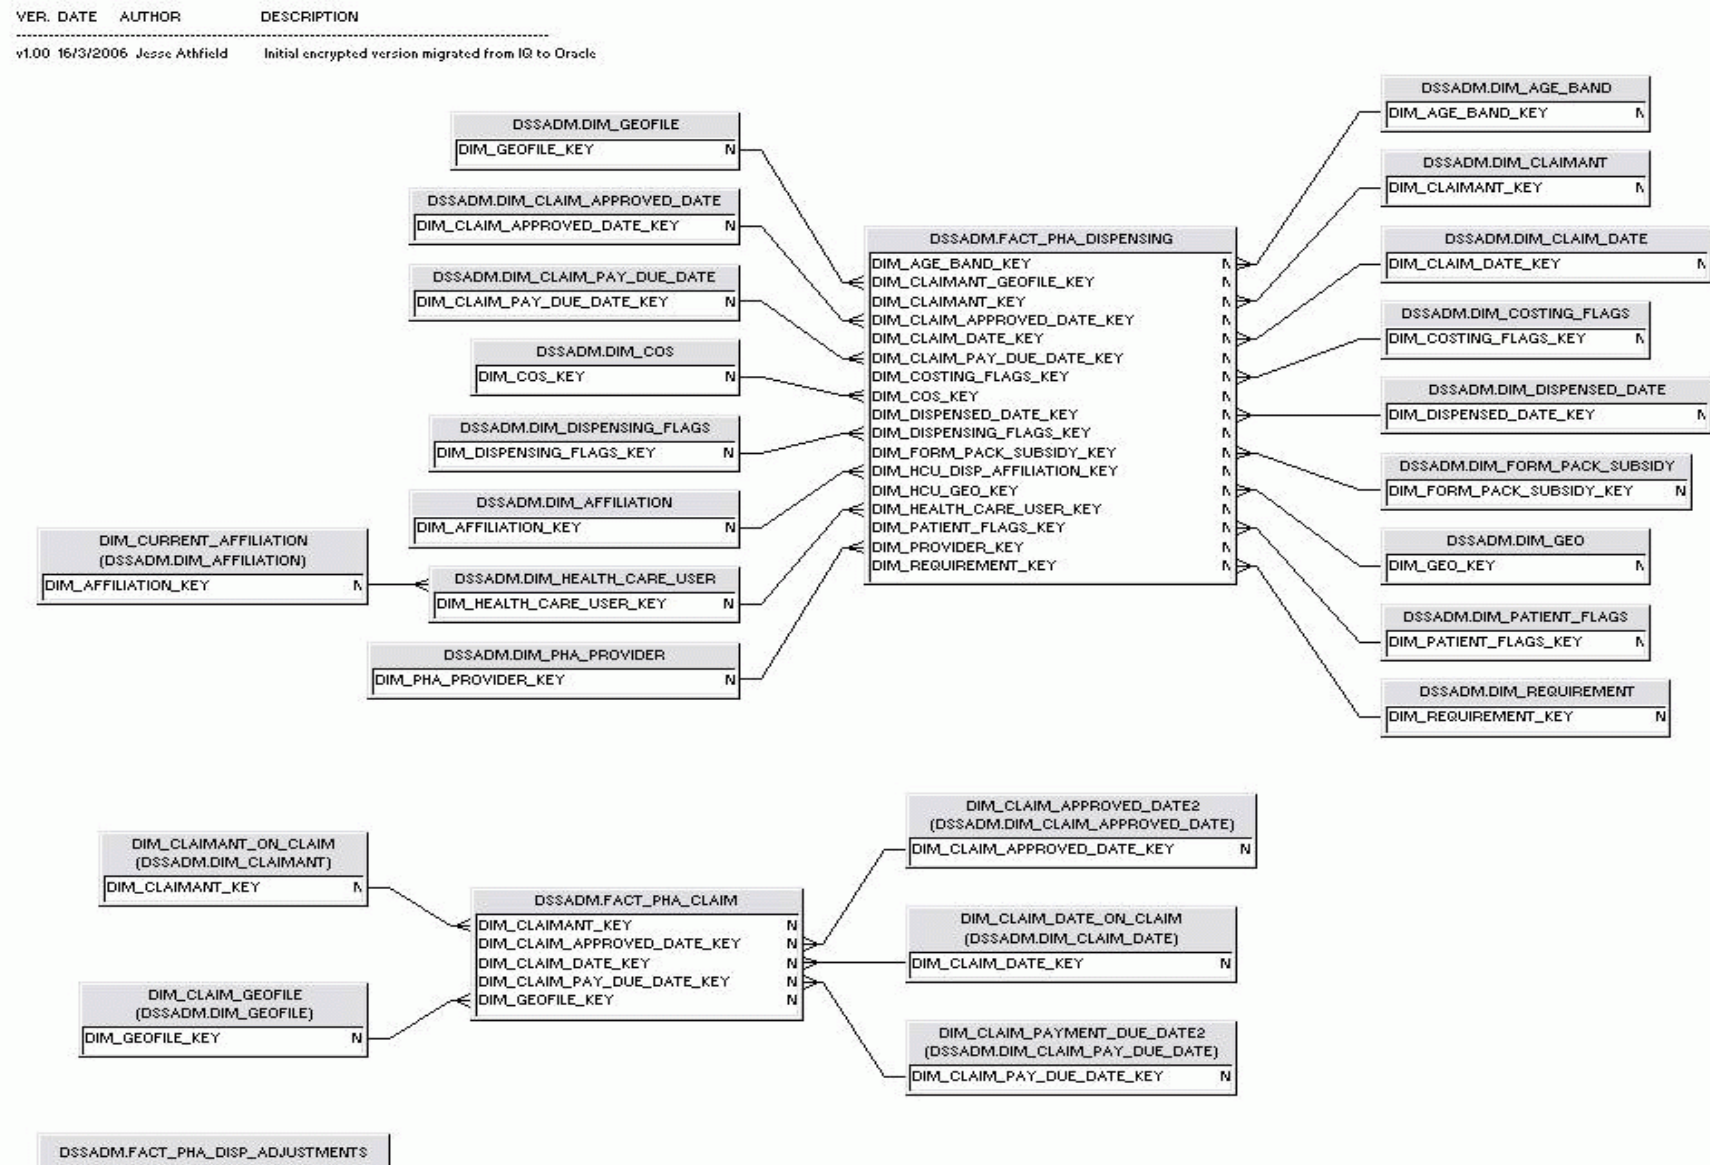 VER. DATE AUTHOR DESCRIPTION
v1.00 16/3/2006 Jesse Athfield Initial encrypted version migrated from IQ to Oracle
DSSADM.DIM_GEOFILE
DIM_GEOFILE_KEY N
DSSADM.DIM_CLAIM_APPROVED_DATE
DIM_CLAIM_APPROVED_DATE_KEY N
DSSADM.DIM_CLAIM_PAY_DUE_DATE
DIM_CLAIM_PAY_DUE_DATE_KEY N
DSSADM.DIM_COS
DIM_COS_KEY N
DSSADM.DIM_DISPENSING_FLAGS
DIM_DISPENSING_FLAGS_KEY N
DSSADM.DIM_AFFILIATION
DIM_AFFILIATION_KEY N
DIM_CURRENT_AFFILIATION
(DSSADM.DIM_AFFILIATION)
DIM_AFFILIATION_KEY N
DSSADM.DIM_HEALTH_CARE_USER
DIM_HEALTH_CARE_USER_KEY N
DSSADM.DIM_PHA_PROVIDER
DIM_PHA_PROVIDER_KEY N
DSSADM.FACT_PHA_DISPENSING
DIM_AGE_BAND_KEY N
DIM_CLAIMANT_GEOFILE_KEY N
DIM_CLAIMANT_KEY N
DIM_CLAIM_APPROVED_DATE_KEY N
DIM_CLAIM_DATE_KEY N
DIM_CLAIM_PAY_DUE_DATE_KEY N
DIM_COSTING_FLAGS_KEY N
DIM_COS_KEY N
DIM_DISPENSED_DATE_KEY N
DIM_DISPENSING_FLAGS_KEY N
DIM_FORM_PACK_SUBSIDY_KEY N
DIM_HCU_DISP_AFFILIATION_KEY N
DIM_HCU_GEO_KEY N
DIM_HEALTH_CARE_USER_KEY N
DIM_PATIENT_FLAGS_KEY N
DIM_PROVIDER_KEY N
DIM_REQUIREMENT_KEY N
DSSADM.DIM_AGE_BAND
DIM_AGE_BAND_KEY N
DSSADM.DIM_CLAIMANT
DIM_CLAIMANT_KEY N
DSSADM.DIM_CLAIM_DATE
DIM_CLAIM_DATE_KEY N
DSSADM.DIM_COSTING_FLAGS
DIM_COSTING_FLAGS_KEY N
DSSADM.DIM_DISPENSED_DATE
DIM_DISPENSED_DATE_KEY N
DSSADM.DIM_FORM_PACK_SUBSIDY
DIM_FORM_PACK_SUBSIDY_KEY N
DSSADM.DIM_GEO
DIM_GEO_KEY N
DSSADM.DIM_PATIENT_FLAGS
DIM_PATIENT_FLAGS_KEY N
DSSADM.DIM_REQUIREMENT
DIM_REQUIREMENT_KEY N
DIM_CLAIMANT_ON_CLAIM
(DSSADM.DIM_CLAIMANT)
DIM_CLAIMANT_KEY N
DIM_CLAIM_GEOFILE
(DSSADM.DIM_GEOFILE)
DIM_GEOFILE_KEY N
DSSADM.FACT_PHA_CLAIM
DIM_CLAIMANT_KEY N
DIM_CLAIM_APPROVED_DATE_KEY N
DIM_CLAIM_DATE_KEY N
DIM_CLAIM_PAY_DUE_DATE_KEY N
DIM_GEOFILE_KEY N
DIM_CLAIM_APPROVED_DATE2
(DSSADM.DIM_CLAIM_APPROVED_DATE)
DIM_CLAIM_APPROVED_DATE_KEY N
DIM_CLAIM_DATE_ON_CLAIM
(DSSADM.DIM_CLAIM_DATE)
DIM_CLAIM_DATE_KEY N
DIM_CLAIM_PAYMENT_DUE_DATE2
(DSSADM.DIM_CLAIM_PAY_DUE_DATE)
DIM_CLAIM_PAY_DUE_DATE_KEY N
DSSADM.FACT_PHA_DISP_ADJUSTMENTS